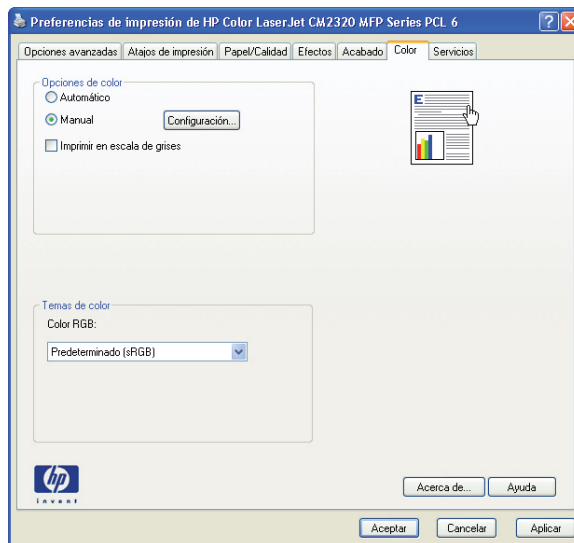 Preferencias de impresión de HP Color LaserJet CM2320 MFP Series PCL 6
Opciones avanzadas Atajos de impresión Papel/Calidad Efectos Acabado Color Servicios
Opciones de color
Automático
Manual Configuración...
Imprimir en escala de grises
E
Temas de color
Color RGB:
Predeterminado (sRGB)
hp
invent
Acerca de... Ayuda
Aceptar Cancelar Aplicar